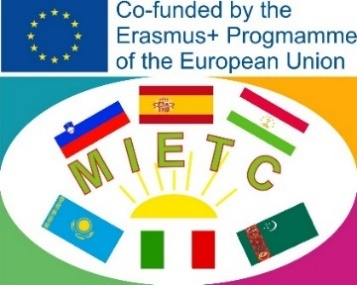 Co-funded by the
Erasmus+ Progmamme
of the European Union
MIETC